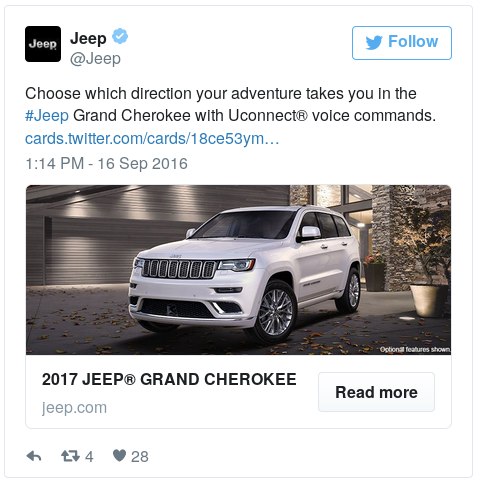 Jeep
Jeep
@Jeep
Follow
Choose which direction your adventure takes you in the
#Jeep Grand Cherokee with Uconnect® voice commands.
cards.twitter.com/cards/18ce53ym…
1:14 PM - 16 Sep 2016
Optional features shown.
2017 JEEP® GRAND CHEROKEE
jeep.com
Read more
4
28